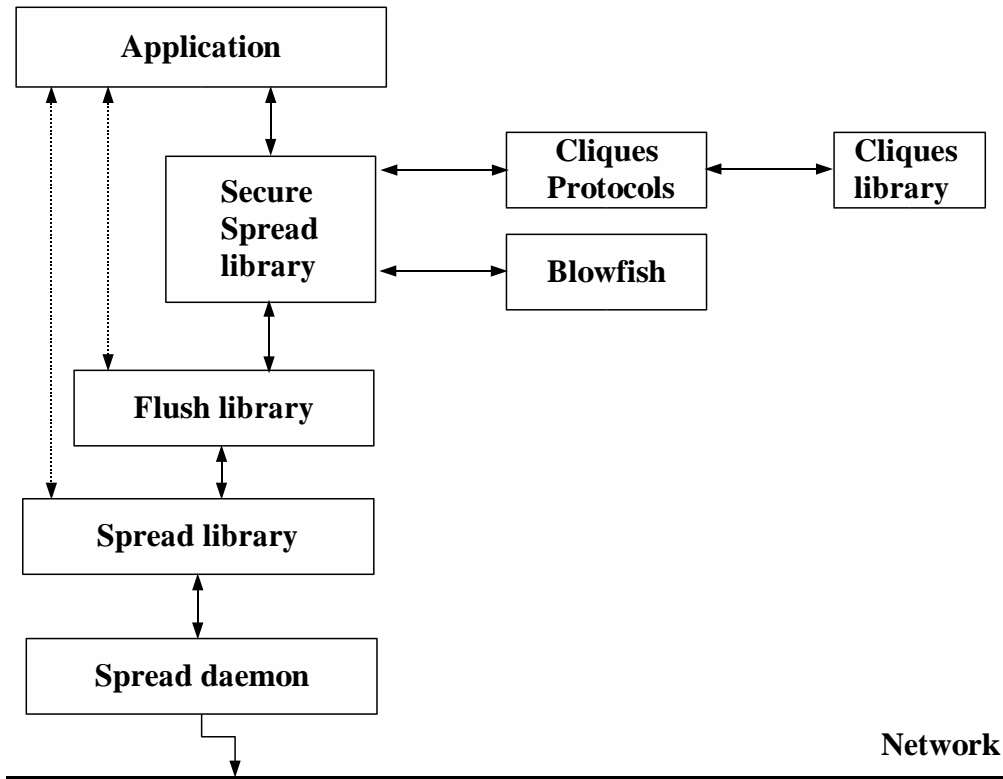 Application
Secure
Spread
library
Cliques
Protocols
Cliques
library
Blowfish
Flush library
Spread library
Spread daemon
Network